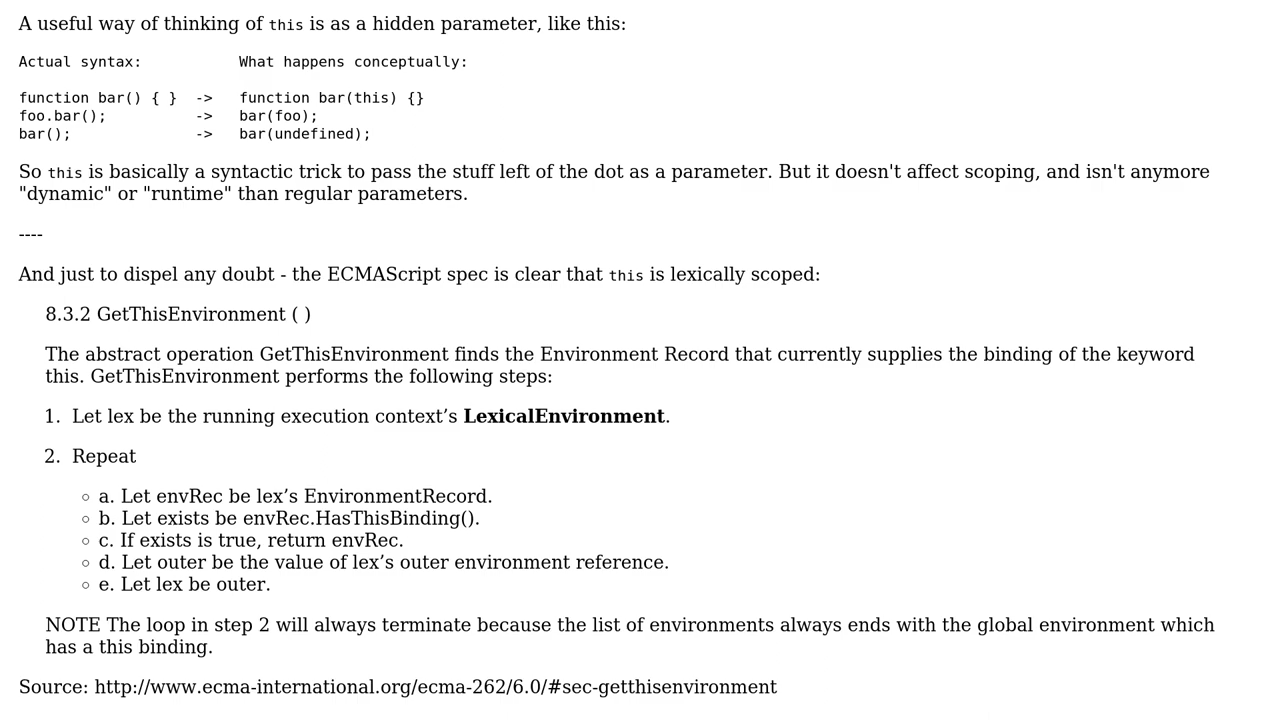 A useful way of thinking of this is as a hidden parameter, like this:
Actual syntax:           What happens conceptually:
function bar() { }  ->   function bar(this) {}
foo.bar();          ->   bar(foo);
bar();              ->   bar(undefined);
So this is basically a syntactic trick to pass the stuff left of the dot as a parameter. But it doesn't affect scoping, and isn't anymore
"dynamic" or "runtime" than regular parameters.
----
And just to dispel any doubt - the ECMAScript spec is clear that this is lexically scoped:
8.3.2 GetThisEnvironment ( )
The abstract operation GetThisEnvironment finds the Environment Record that currently supplies the binding of the keyword
this. GetThisEnvironment performs the following steps:
1. Let lex be the running execution context’s LexicalEnvironment.
2. Repeat
◦ a. Let envRec be lex’s EnvironmentRecord.
◦ b. Let exists be envRec.HasThisBinding().
◦ c. If exists is true, return envRec.
◦ d. Let outer be the value of lex’s outer environment reference.
◦ e. Let lex be outer.
NOTE The loop in step 2 will always terminate because the list of environments always ends with the global environment which
has a this binding.
Source: http://www.ecma-international.org/ecma-262/6.0/#sec-getthisenvironment